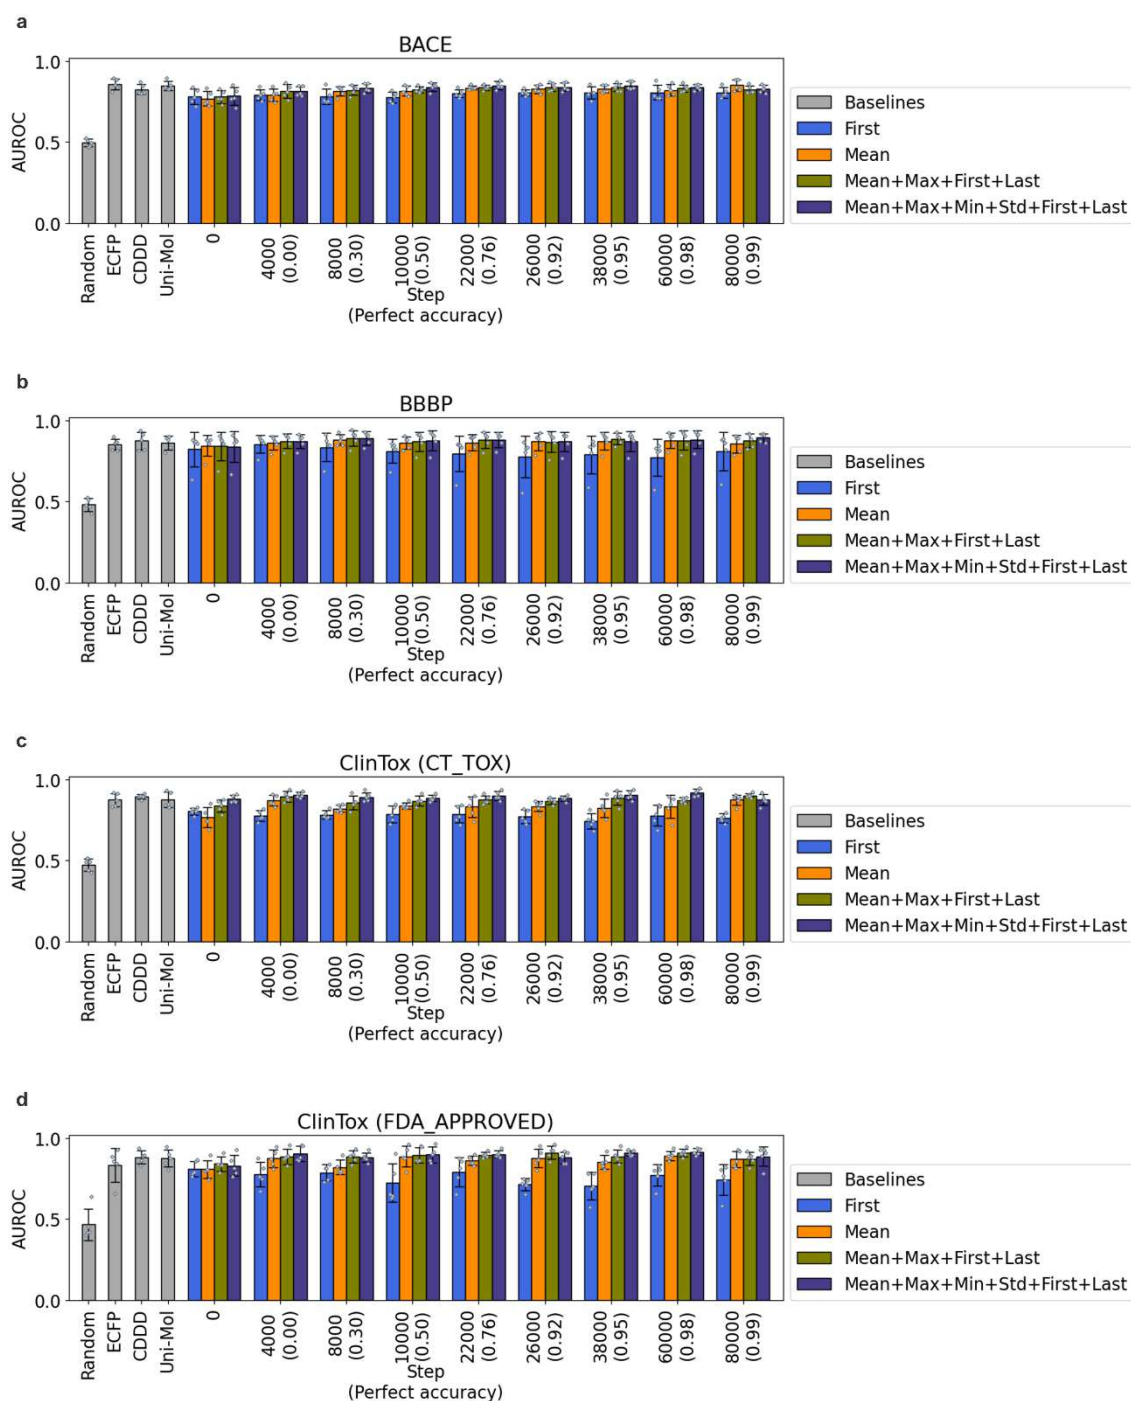 a
BACE
1.0
0.5
0.0
AUROC
Random
ECFP
CDDD
Uni-Mol
0
4000
(0.00)
8000
(0.30)
10000
(0.50)
22000
(0.76)
26000
(0.92)
38000
(0.95)
60000
(0.98)
80000
(0.99)
Step
(Perfect accuracy)
Baselines
First
Mean
Mean+Max+First+Last
Mean+Max+Min+Std+First+Last
b
BBBP
1.0
0.5
0.0
AUROC
Random
ECFP
CDDD
Uni-Mol
0
4000
(0.00)
8000
(0.30)
10000
(0.50)
22000
(0.76)
26000
(0.92)
38000
(0.95)
60000
(0.98)
80000
(0.99)
Step
(Perfect accuracy)
Baselines
First
Mean
Mean+Max+First+Last
Mean+Max+Min+Std+First+Last
c
ClinTox (CT_TOX)
1.0
0.5
0.0
AUROC
Random
ECFP
CDDD
Uni-Mol
0
4000
(0.00)
8000
(0.30)
10000
(0.50)
22000
(0.76)
26000
(0.92)
38000
(0.95)
60000
(0.98)
80000
(0.99)
Step
(Perfect accuracy)
Baselines
First
Mean
Mean+Max+First+Last
Mean+Max+Min+Std+First+Last
d
ClinTox (FDA_APPROVED)
1.0
0.5
0.0
AUROC
Random
ECFP
CDDD
Uni-Mol
0
4000
(0.00)
8000
(0.30)
10000
(0.50)
22000
(0.76)
26000
(0.92)
38000
(0.95)
60000
(0.98)
80000
(0.99)
Step
(Perfect accuracy)
Baselines
First
Mean
Mean+Max+First+Last
Mean+Max+Min+Std+First+Last